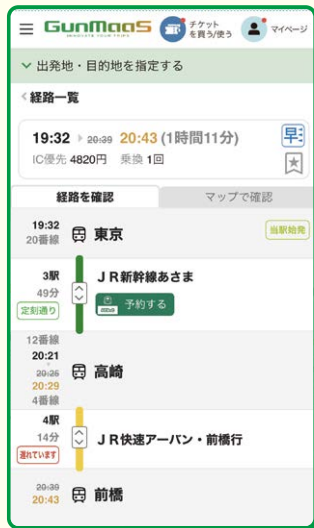 GunMaaS
INNOVATE YOUR TRIPS
チケット
を買う/使う
マイページ
出発地・目的地を指定する
経路一覧
19:32 20:39 20:43 (1時間11分)
早
IC優先 4820円 乗換 1回
経路を確認 マップで確認
19:32
20番線
東京
当駅始発
3駅
49分
定刻通り
JR新幹線あさま
予約する
12番線
20:21
20:25
20:29
4番線
高崎
4駅
14分
遅れています
JR快速アーバン・前橋行
20:39
20:43
前橋